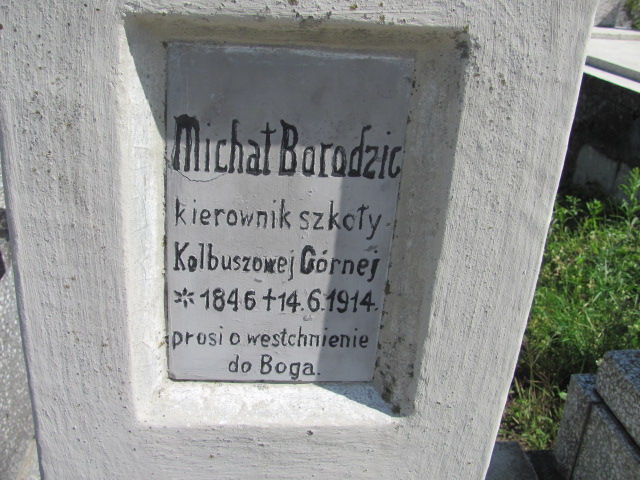 Michał Borodzic
kierownik szkoły
Kolbuszowej Górnej
* 1846 † 14.6.1914.
prosi o westchnienie
do Boga.